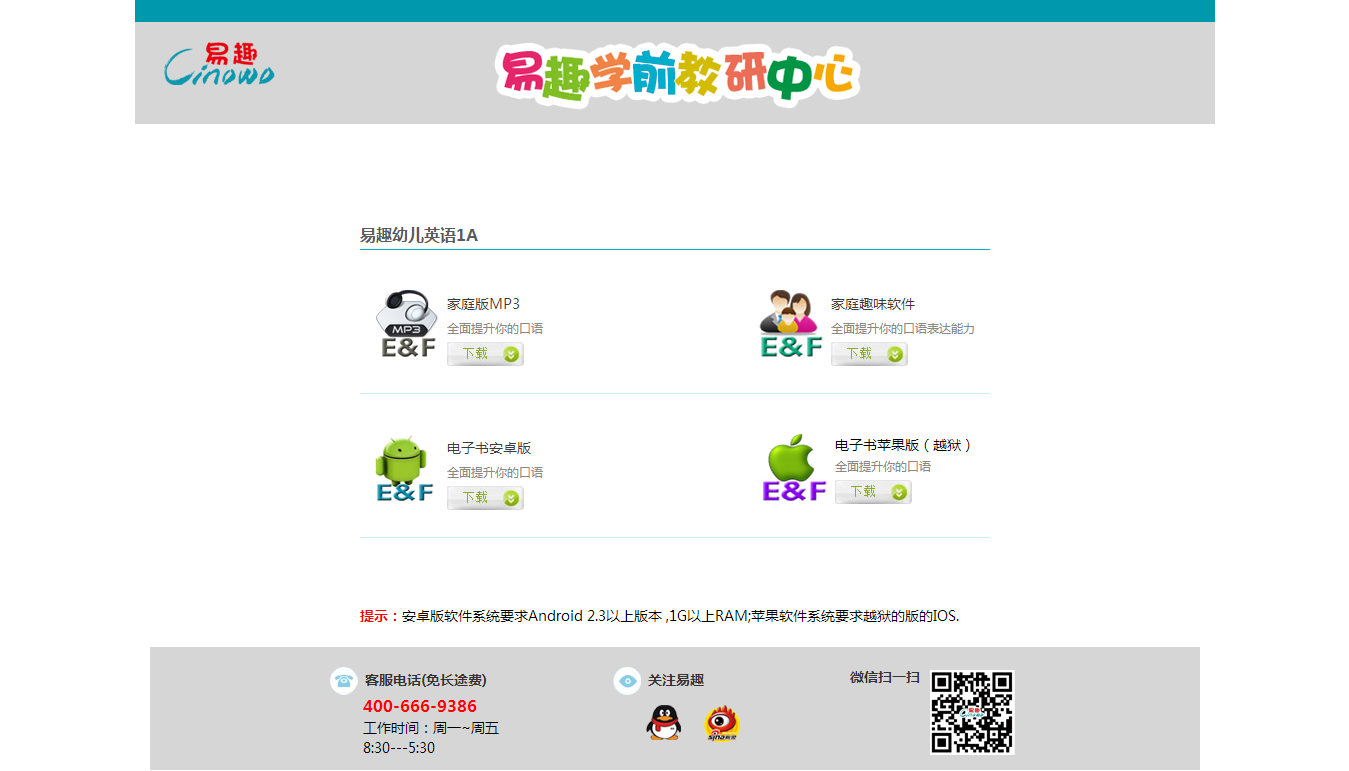 易趣
Cinowo
易趣学前教研中心
易趣幼儿英语1A
MP3
E&F
家庭版MP3
全面提升你的口语
下载
E&F
家庭趣味软件
全面提升你的口语表达能力
下载
E&F
电子书安卓版
全面提升你的口语
下载
E&F
电子书苹果版（越狱）
全面提升你的口语
下载
提示：安卓版软件系统要求Android 2.3以上版本 ,1G以上RAM;苹果软件系统要求越狱的版的IOS.
客服电话(免长途费)
400-666-9386
工作时间：周一~周五
8:30---5:30
关注易趣
sina
微信扫一扫
易趣